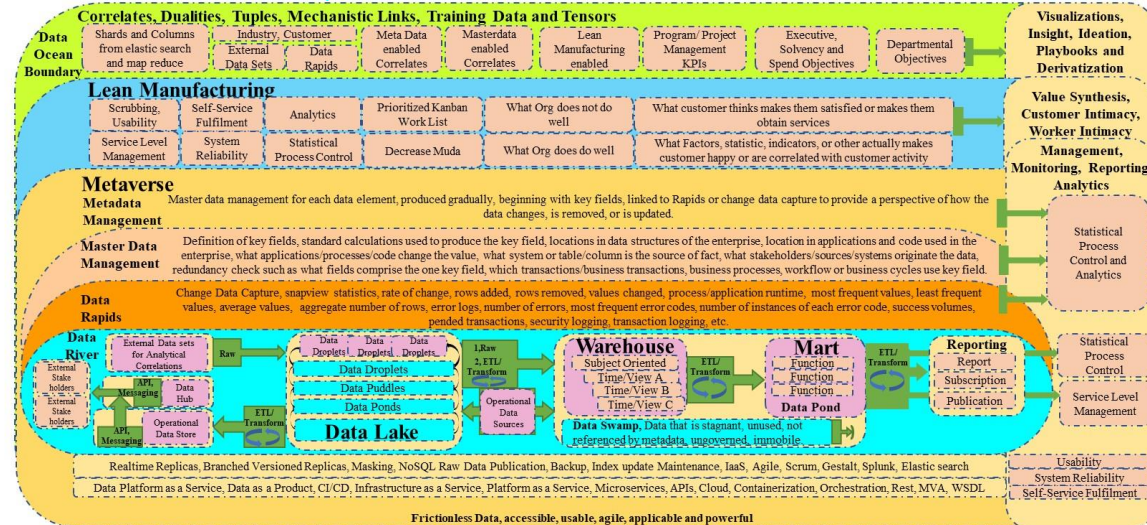 Correlates, Dualities, Tuples, Mechanistic Links, Training Data and Tensors
Data
Ocean
Boundary
Shards and Columns
from elastic search
and map reduce
Industry, Customer
External
Data Sets
Data
Rapids
Meta Data
enabled
Correlates
Masterdata
enabled
Correlates
Lean
Manufacturing
enabled
Program/ Project
Management
KPIs
Executive,
Solvency and
Spend Objectives
Departmental
Objectives
Visualizations,
Insight, Ideation,
Playbooks and
Derivatization
Lean Manufacturing
Scrubbing,
Usability
Self-Service
Fulfilment
Analytics
Prioritized Kanban
Work List
What Org does not do
well
What customer thinks makes them satisfied or makes them
obtain services
Service Level
Management
System
Reliability
Statistical
Process Control
Decrease Muda
What Org does do well
What Factors, statistic, indicators, or other actually makes
customer happy or are correlated with customer activity
Value Synthesis,
Customer Intimacy,
Worker Intimacy
Management,
Monitoring, Reporting
Analytics
Metaverse
Metadata
Management
Master data management for each data element, produced gradually, beginning with key fields, linked to Rapids or change data capture to provide a perspective of how the
data changes, is removed, or is updated.
Master Data
Management
Definition of key fields, standard calculations used to produce the key field, locations in data structures of the enterprise, location in applications and code used in the
enterprise, what applications/processes/code change the value, what system or table/column is the source of fact, what stakeholders/sources/systems originate the data,
redundancy check such as what fields comprise the one key field, which transactions/business transactions, business processes, workflow or business cycles use key field.
Statistical
Process
Control and
Analytics
Data
Rapids
Change Data Capture, snapview statistics, rate of change, rows added, rows removed, values changed, process/application runtime, most frequent values, least frequent
values, average values, aggregate number of rows, error logs, number of errors, most frequent error codes, number of instances of each error code, success volumes,
pended transactions, security logging, transaction logging, etc.
Data
River
External Data sets
for Analytical
Correlations
Raw
External
Stake
holders
External
Stake
holders
API,
Messaging
Data
Hub
API,
Messaging
Operational
Data Store
ETL/
Transform
Data
Droplets
Data
Droplets
Data
Droplets
Data Droplets
Data Puddles
Data Ponds
Data Lake
1,Raw
2, ETL/
Transform
Operational
Data
Sources
Warehouse
Subject Oriented
Time/View A
Time/View B
Time/View C
ETL/
Transform
Mart
Function
Function
Function
Data Pond
Data Swamp, Data that is stagnant, unused, not
referenced by metadata, ungoverned, immobile.
ETL/
Transform
Reporting
Report
Subscription
Publication
Statistical
Process
Control
Service Level
Management
Realtime Replicas, Branched Versioned Replicas, Masking, NoSQL Raw Data Publication, Backup, Index update Maintenance, IaaS, Agile, Scrum, Gestalt, Splunk, Elastic search
Data Platform as a Service, Data as a Product, CI/CD, Infrastructure as a Service, Platform as a Service, Microservices, APIs, Cloud, Containerization, Orchestration, Rest, MVA, WSDL
Usability
System Reliability
Self-Service Fulfilment
Frictionless Data, accessible, usable, agile, applicable and powerful